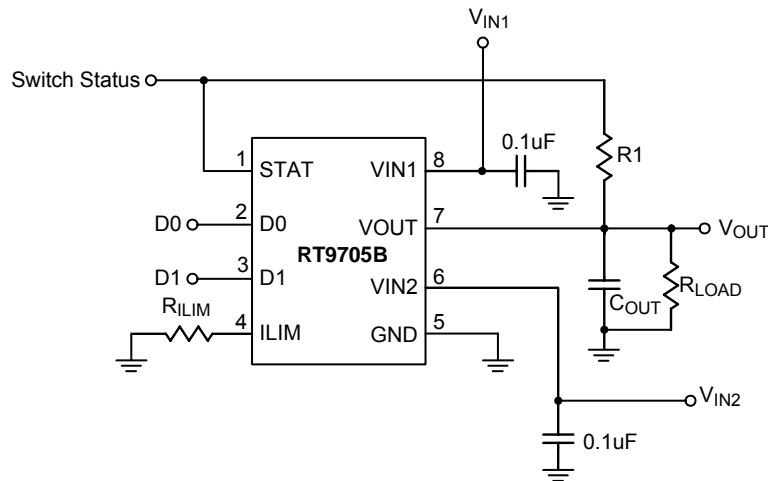 VIN1
Switch Status
0.1uF
R1
1 STAT VIN1 8
D0 2 D0 VOUT 7 VOUT
RT9705B
D1 3 D1 VIN2 6
COUT RLOAD
RILIM
4 ILIM GND 5
VIN2
0.1uF